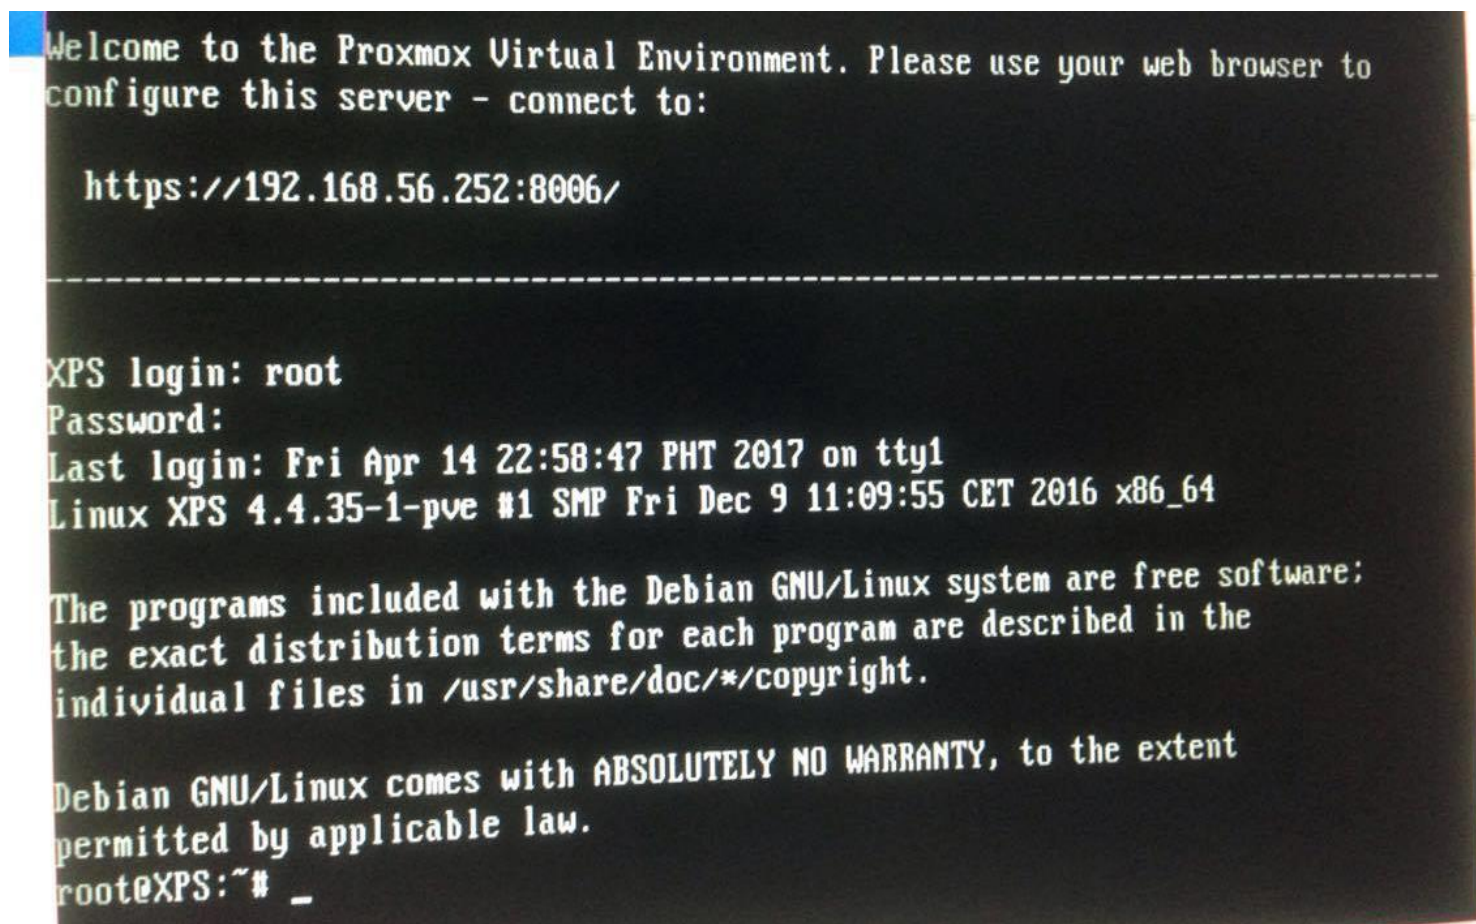 Welcome to the Proxmox Virtual Environment. Please use your web browser to
configure this server - connect to:
https://192.168.56.252:8006/
--------------------------------------------------------------------------------
XPS login: root
Password:
Last login: Fri Apr 14 22:58:47 PHT 2017 on tty1
Linux XPS 4.4.35-1-pve #1 SMP Fri Dec 9 11:09:55 CET 2016 x86_64
The programs included with the Debian GNU/Linux system are free software;
the exact distribution terms for each program are described in the
individual files in /usr/share/doc/*/copyright.
Debian GNU/Linux comes with ABSOLUTELY NO WARRANTY, to the extent
permitted by applicable law.
root@XPS:~# _